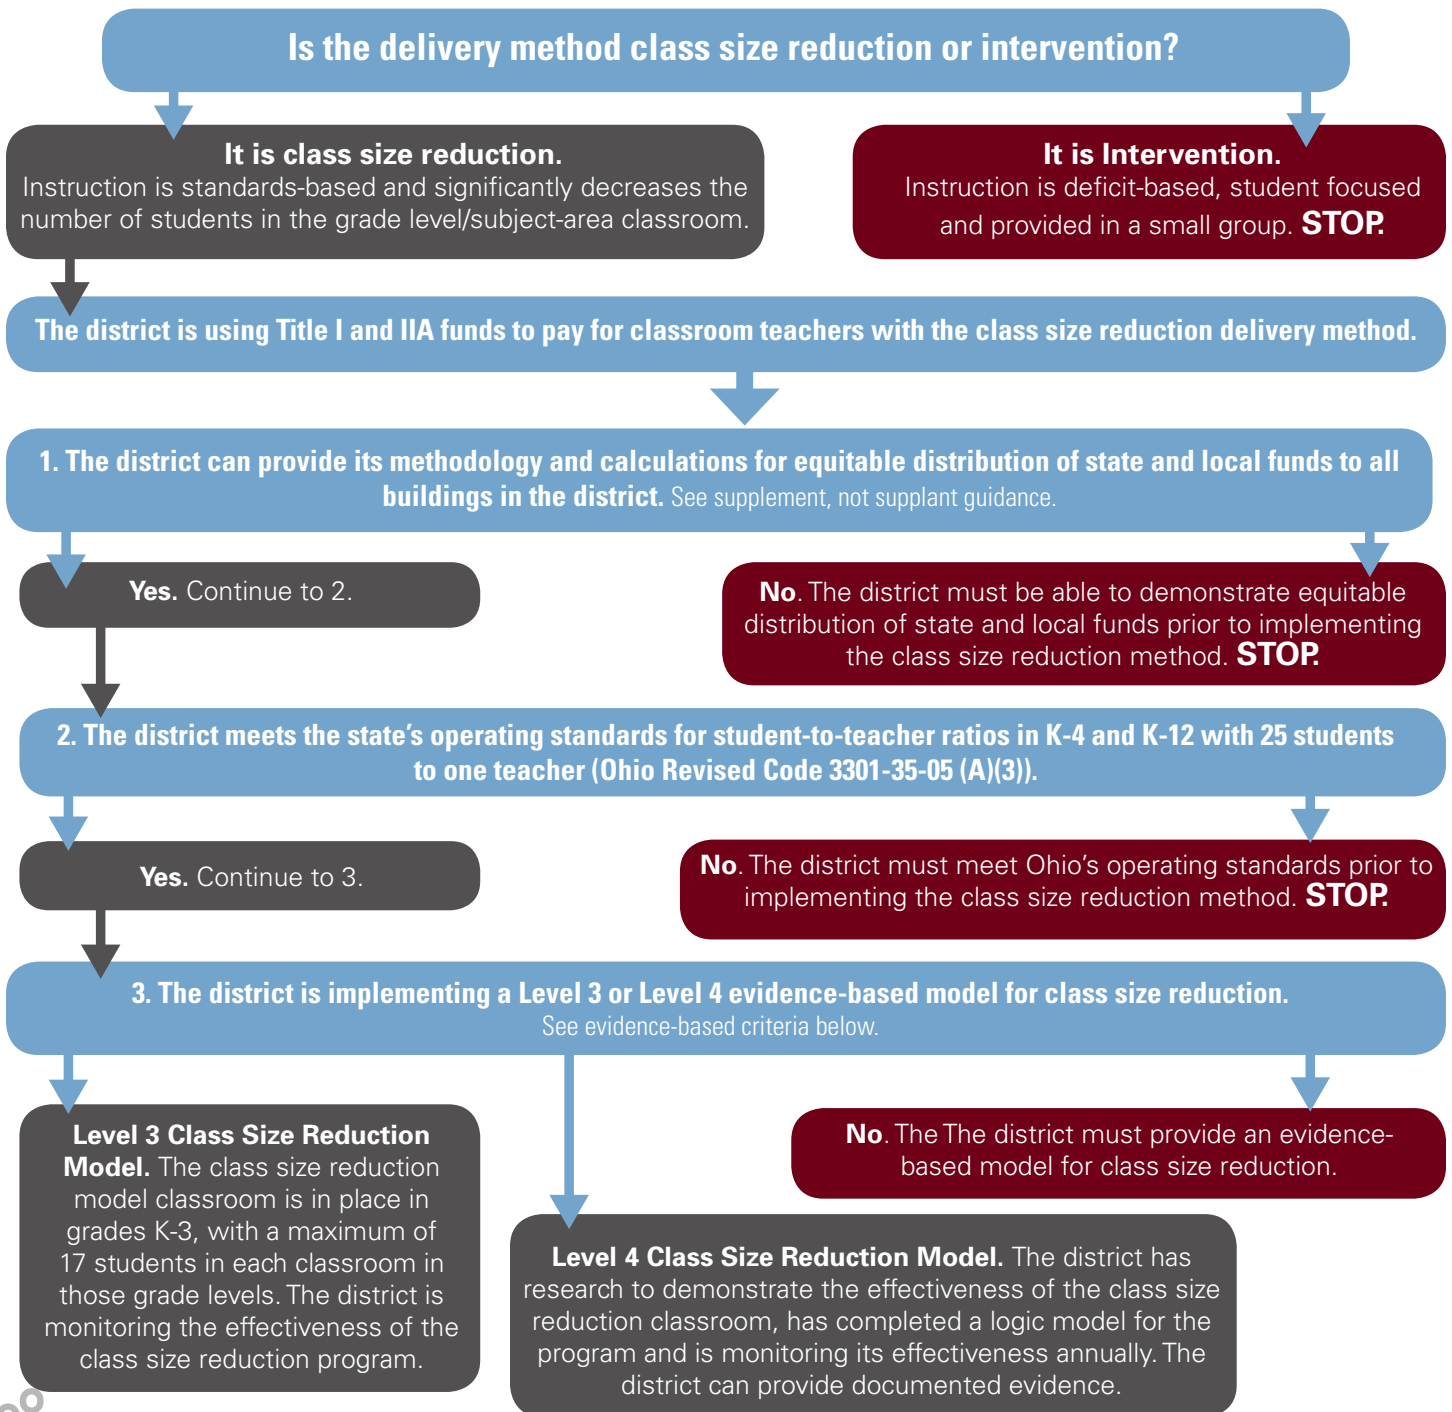 Is the delivery method class size reduction or intervention?
It is class size reduction.
Instruction is standards-based and significantly decreases the
number of students in the grade level/subject-area classroom.
It is Intervention.
Instruction is deficit-based, student focused
and provided in a small group. STOP.
The district is using Title I and IIA funds to pay for classroom teachers with the class size reduction delivery method.
1. The district can provide its methodology and calculations for equitable distribution of state and local funds to all
buildings in the district. See supplement, not supplant guidance.
Yes. Continue to 2.
No. The district must be able to demonstrate equitable
distribution of state and local funds prior to implementing
the class size reduction method. STOP.
2. The district meets the state's operating standards for student-to-teacher ratios in K-4 and K-12 with 25 students
to one teacher (Ohio Revised Code 3301-35-05 (A)(3)).
Yes. Continue to 3.
No. The district must meet Ohio's operating standards prior to
implementing the class size reduction method. STOP.
3. The district is implementing a Level 3 or Level 4 evidence-based model for class size reduction.
See evidence-based criteria below.
Level 3 Class Size Reduction
Model. The class size reduction
model classroom is in place in
grades K-3, with a maximum of
17 students in each classroom in
those grade levels. The district is
monitoring the effectiveness of the
class size reduction program.
No. The The district must provide an evidence-
based model for class size reduction.
Level 4 Class Size Reduction Model. The district has
research to demonstrate the effectiveness of the class size
reduction classroom, has completed a logic model for the
program and is monitoring its effectiveness annually. The
district can provide documented evidence.